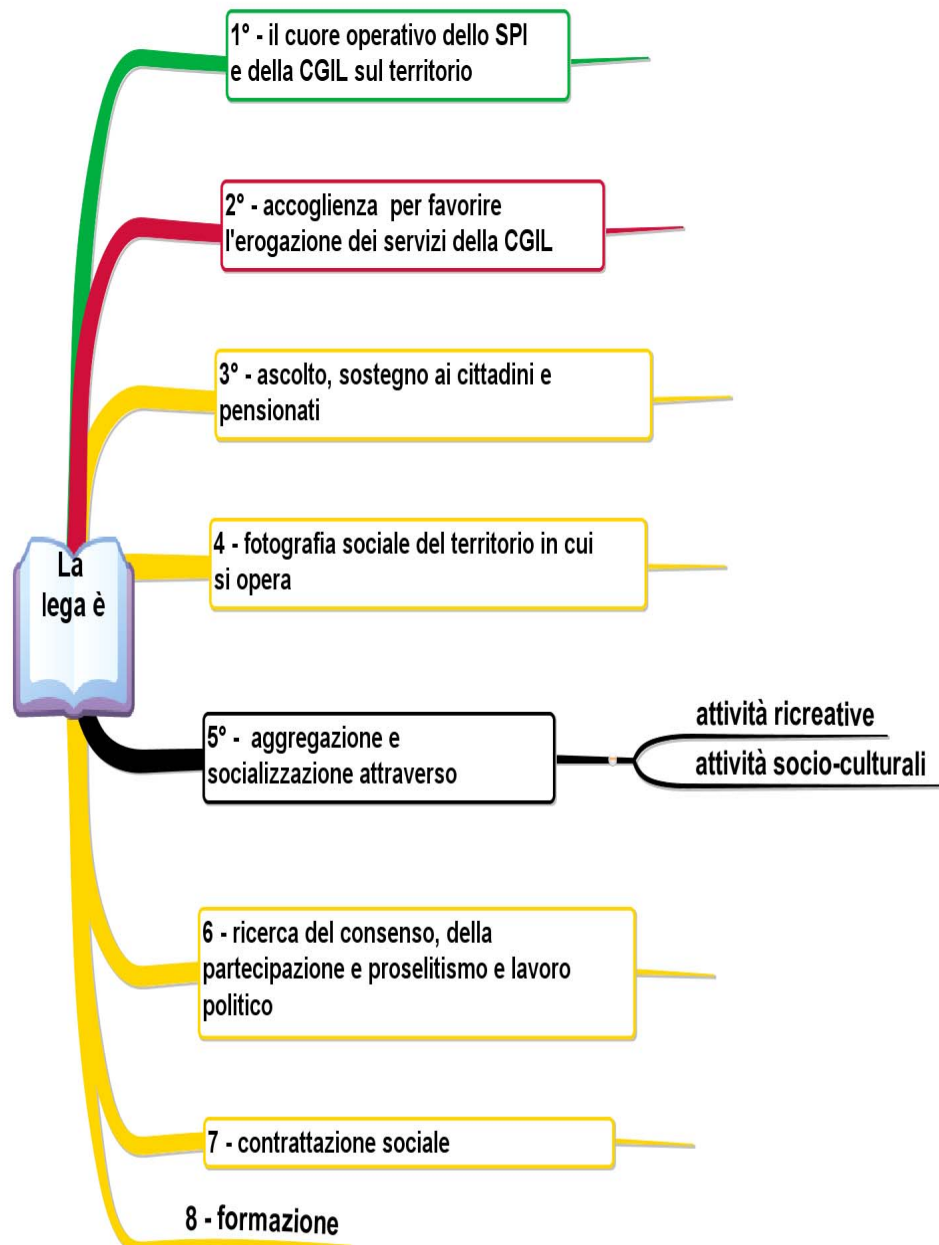 1° - il cuore operativo dello SPI
e della CGIL sul territorio
2° - accoglienza  per favorire
l'erogazione dei servizi della CGIL
3° - ascolto, sostegno ai cittadini e
pensionati
4 - fotografia sociale del territorio in cui
si opera
La
lega è
5° -  aggregazione e
socializzazione attraverso
attività ricreative
attività socio-culturali
6 - ricerca del consenso, della
partecipazione e proselitismo e lavoro
politico
7 - contrattazione sociale
8 - formazione